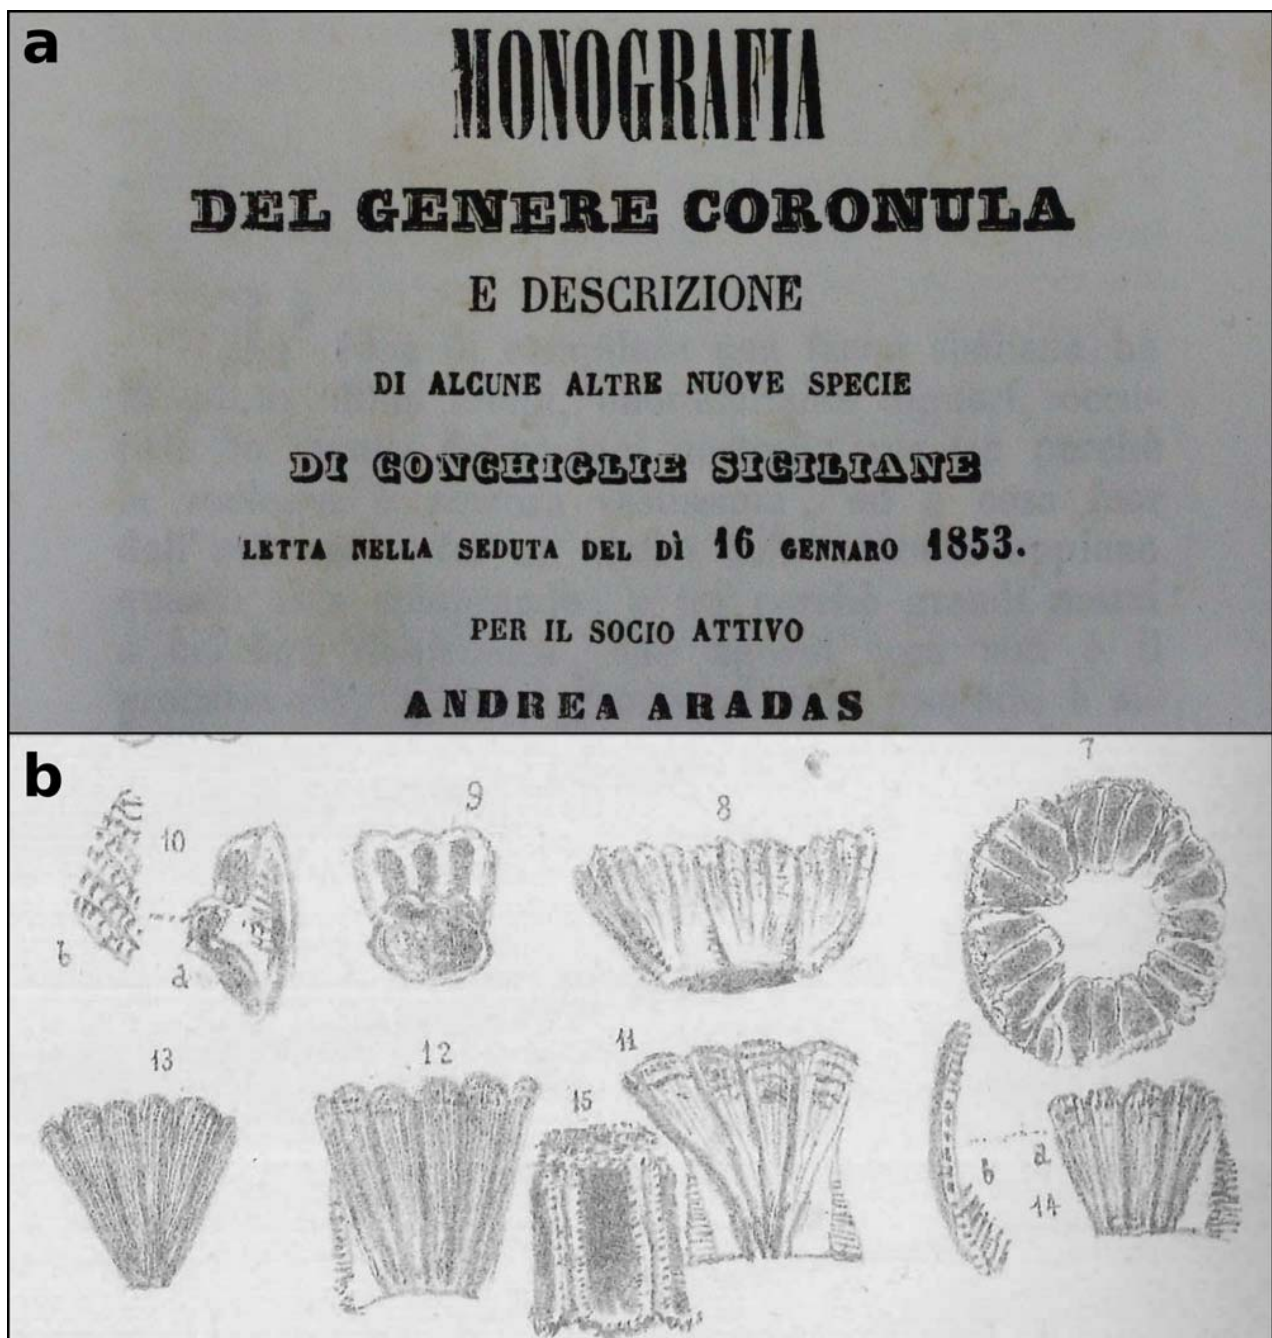 a
MONOGRAFIA
DEL GENERE CORONULA
E DESCRIZIONE
DI ALCUNE ALTRE NUOVE SPECIE
DI CONCHIGLIE SICILIANE
LETTA NELLA SEDUTA DEL DÌ 16 GENNARO 1853.
PER IL SOCIO ATTIVO
ANDREA ARADAS
b
7
10
9
8
b
a
13
12
11
15
b
a
14